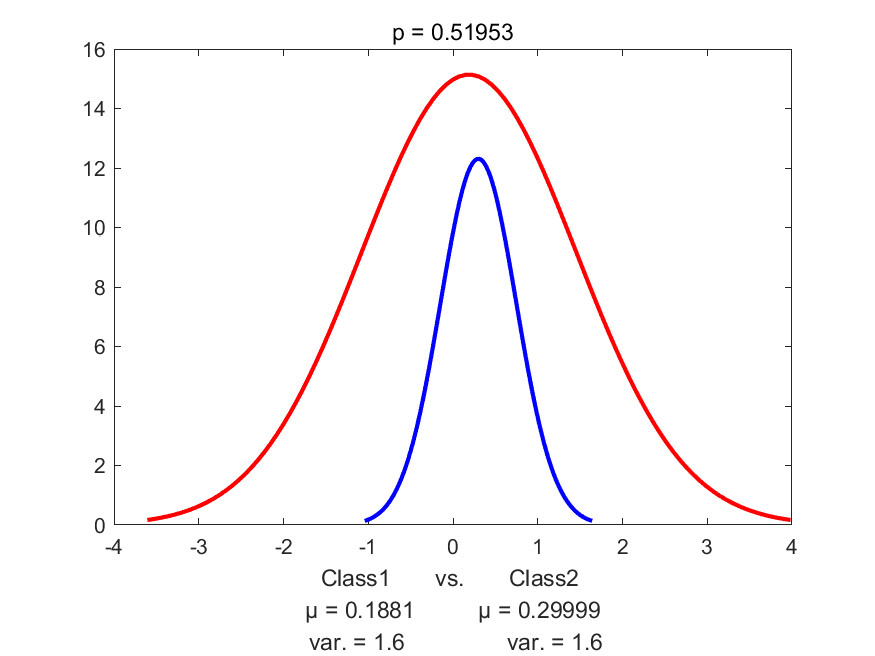 p = 0.51953
16
14
12
10
8
6
4
2
0
-4 -3 -2 -1 0 1 2 3 4
Class1 vs. Class2
μ = 0.1881 μ = 0.29999
var. = 1.6 var. = 1.6